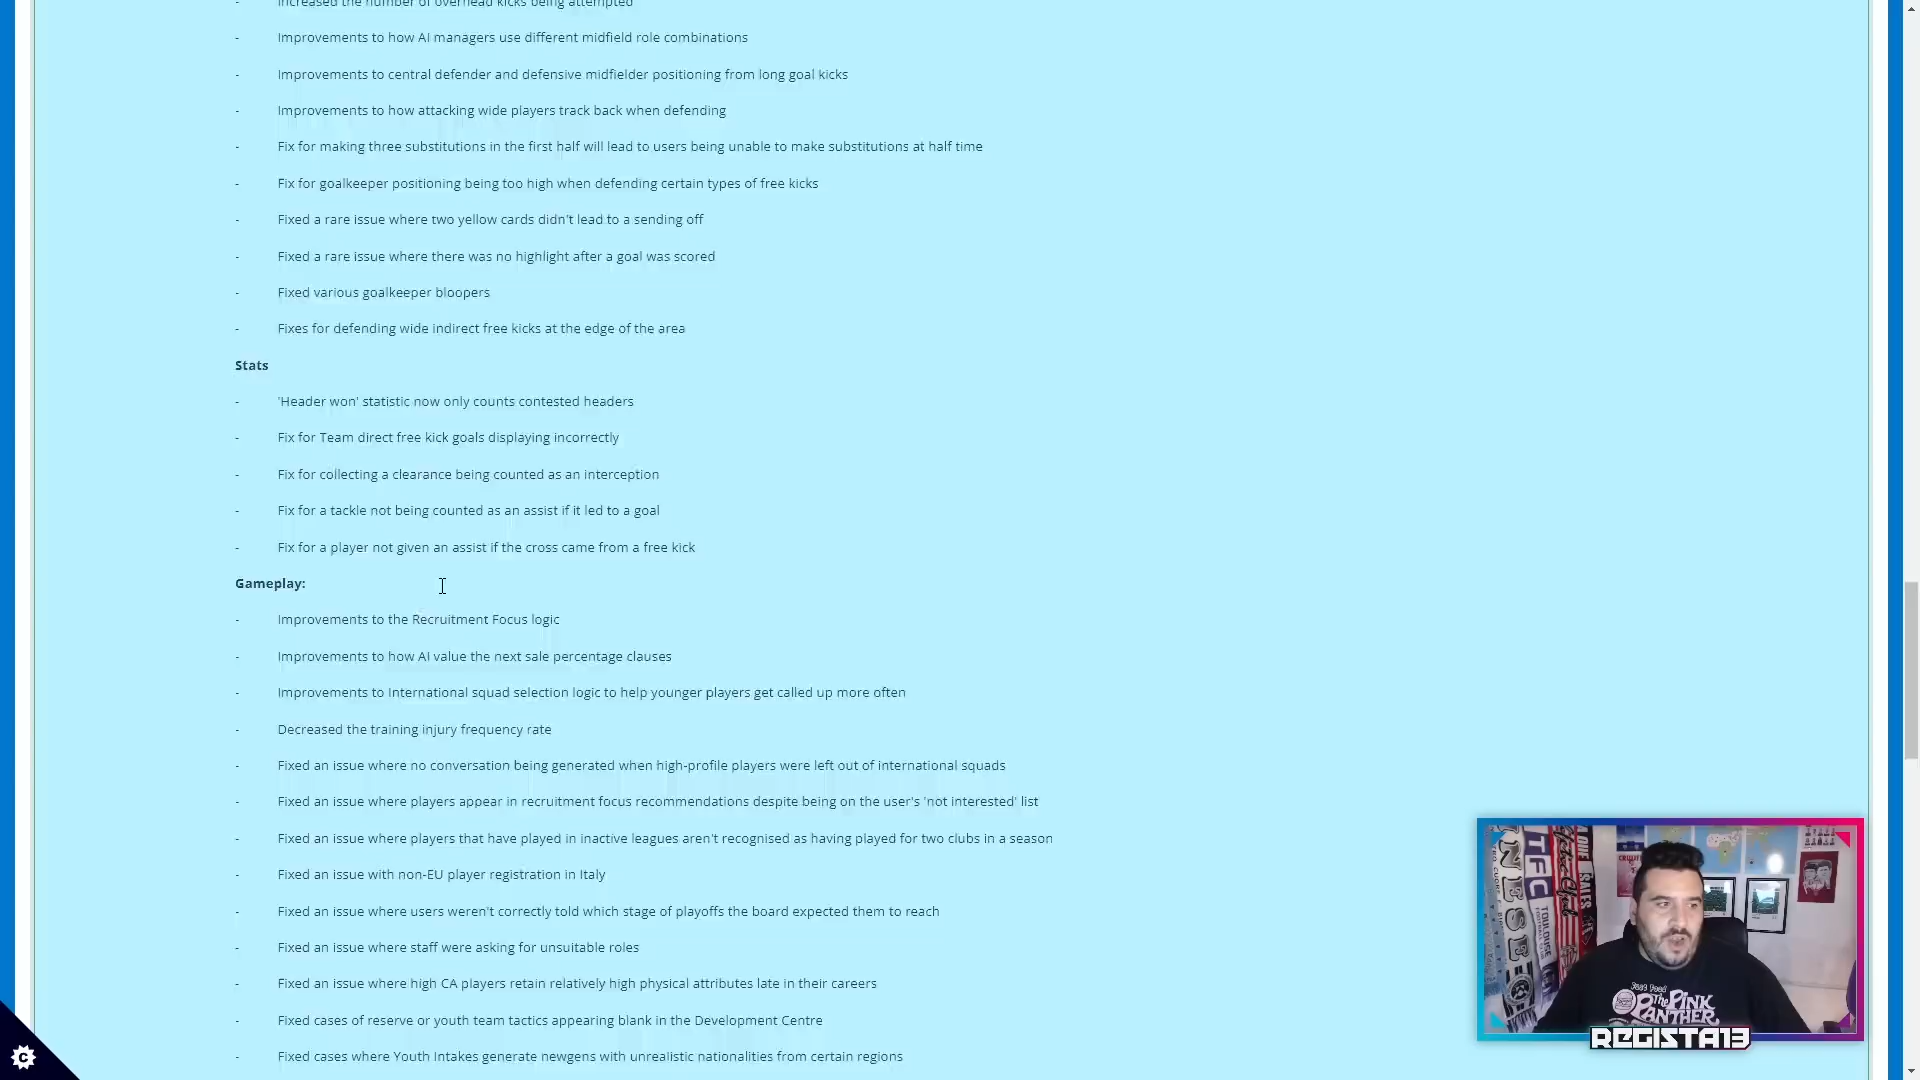 - Increased the number of overhead kicks being attempted
- Improvements to how AI managers use different midfield role combinations
- Improvements to central defender and defensive midfielder positioning from long goal kicks
- Improvements to how attacking wide players track back when defending
- Fix for making three substitutions in the first half will lead to users being unable to make substitutions at half time
- Fix for goalkeeper positioning being too high when defending certain types of free kicks
- Fixed a rare issue where two yellow cards didn't lead to a sending off
- Fixed a rare issue where there was no highlight after a goal was scored
- Fixed various goalkeeper bloopers
- Fixes for defending wide indirect free kicks at the edge of the area
Stats
- 'Header won' statistic now only counts contested headers
- Fix for Team direct free kick goals displaying incorrectly
- Fix for collecting a clearance being counted as an interception
- Fix for a tackle not being counted as an assist if it led to a goal
- Fix for a player not given an assist if the cross came from a free kick
Gameplay:
- Improvements to the Recruitment Focus logic
- Improvements to how AI value the next sale percentage clauses
- Improvements to International squad selection logic to help younger players get called up more often
- Decreased the training injury frequency rate
- Fixed an issue where no conversation being generated when high-profile players were left out of international squads
- Fixed an issue where players appear in recruitment focus recommendations despite being on the user's 'not interested' list
- Fixed an issue where players that have played in inactive leagues aren't recognised as having played for two clubs in a season
- Fixed an issue with non-EU player registration in Italy
- Fixed an issue where users weren't correctly told which stage of playoffs the board expected them to reach
- Fixed an issue where staff were asking for unsuitable roles
- Fixed an issue where high CA players retain relatively high physical attributes late in their careers
- Fixed cases of reserve or youth team tactics appearing blank in the Development Centre
- Fixed cases where Youth Intakes generate newgens with unrealistic nationalities from certain regions
TFC
The PINK
PANTHER
REGISTA13